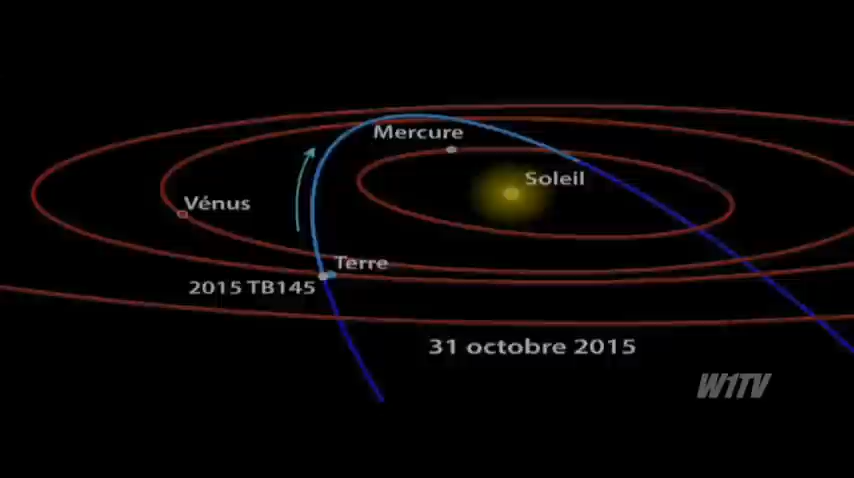 Mercure
Soleil
Vénus
Terre
2015 TB145
31 octobre 2015
W1TV